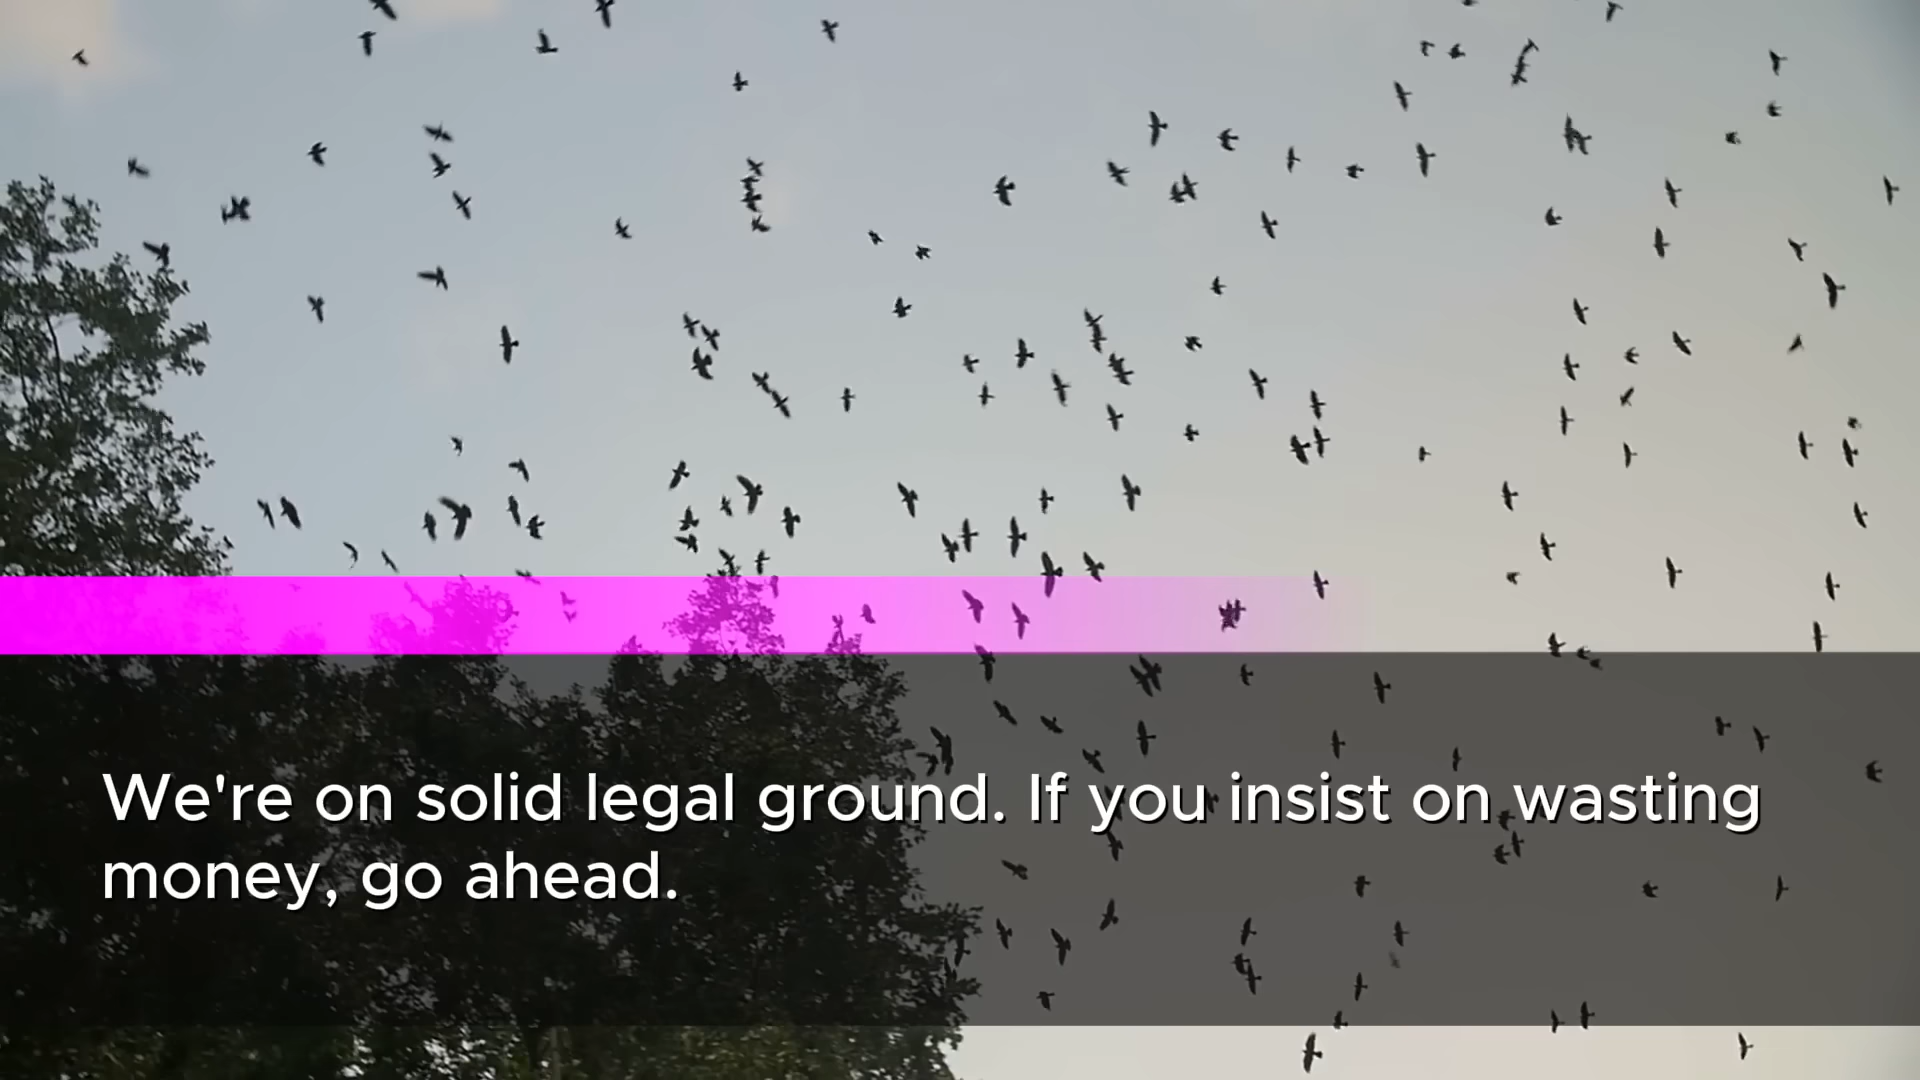 We're on solid legal ground. If you insist on wasting
money, go ahead.